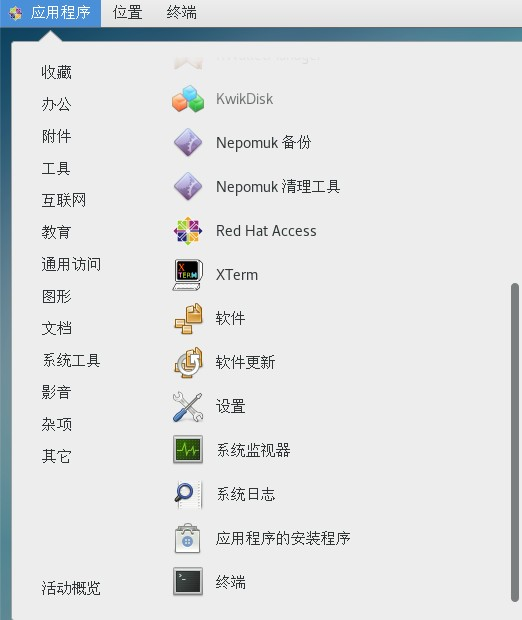 应用程序 位置 终端
收藏
办公
附件
工具
互联网
教育
通用访问
图形
文档
系统工具
影音
杂项
其它
活动概览
KwikDisk
Nepomuk 备份
Nepomuk 清理工具
Red Hat Access
XTerm
软件
软件更新
设置
系统监视器
系统日志
应用程序的安装程序
终端